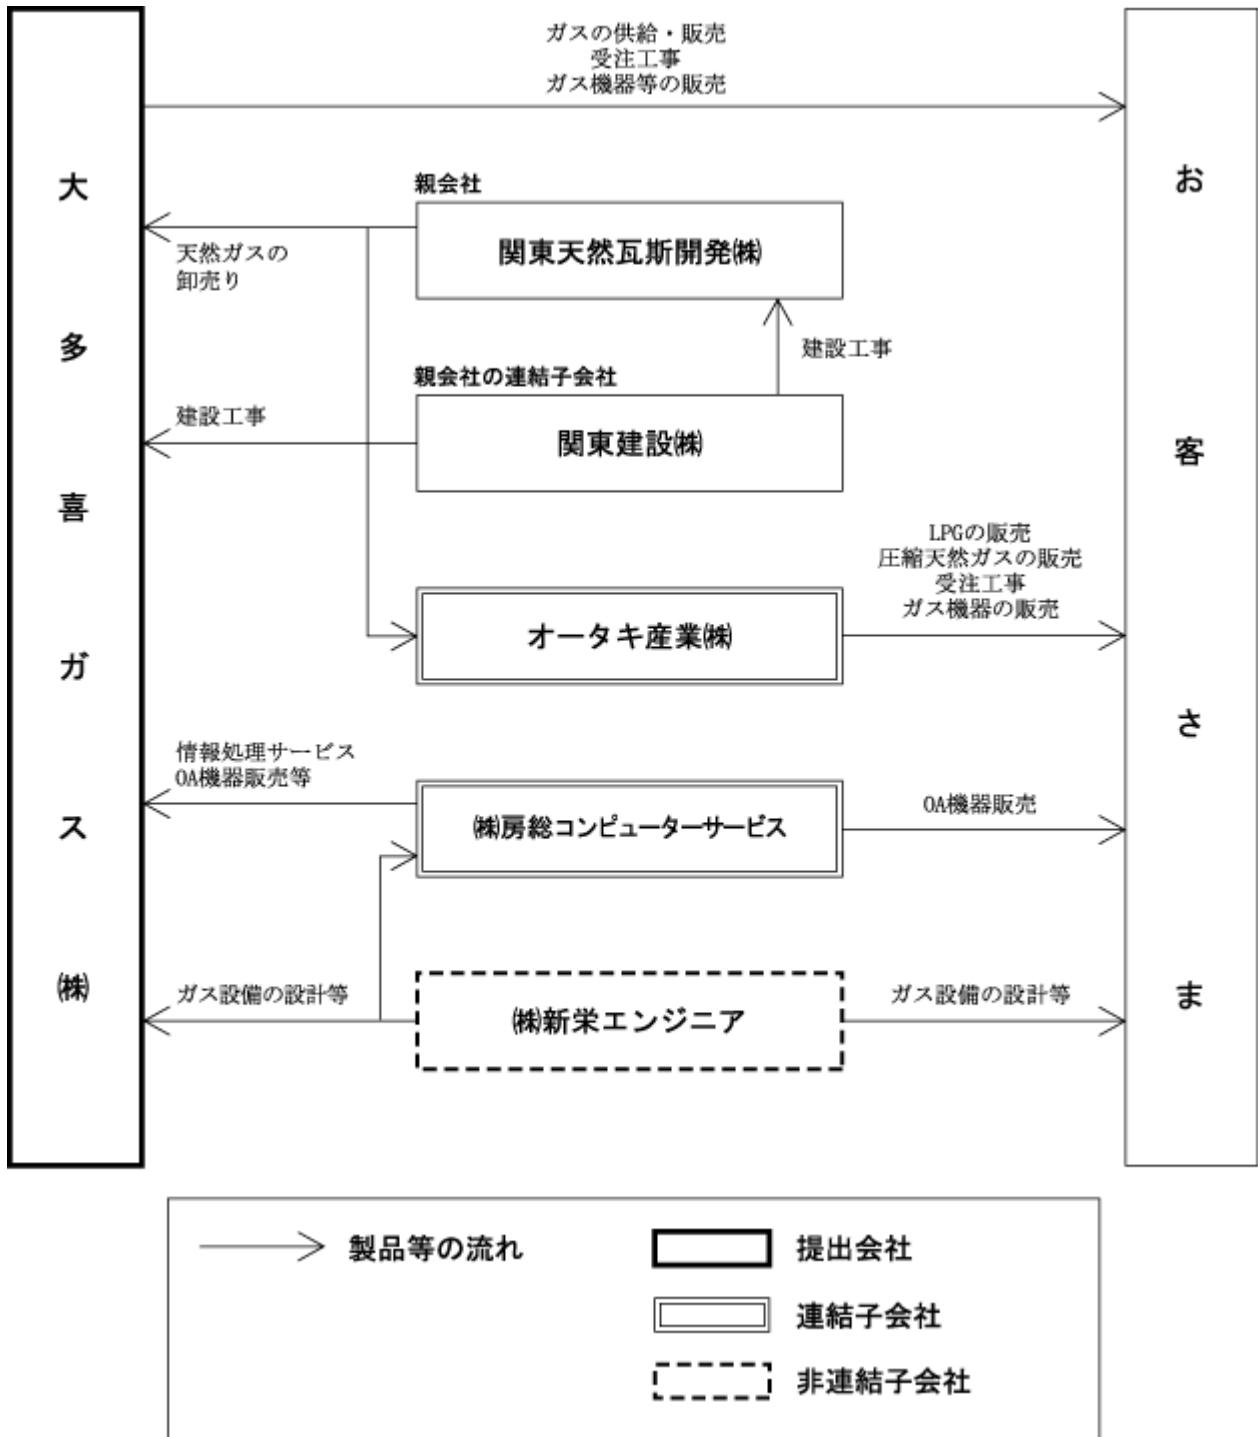 ガスの供給・販売
受注工事
ガス機器等の販売
大多喜ガス㈱
お客さま
親会社
関東天然瓦斯開発㈱
天然ガスの
卸売り
建設工事
親会社の連結子会社
関東建設㈱
建設工事
LPGの販売
圧縮天然ガスの販売
受注工事
ガス機器の販売
オータキ産業㈱
情報処理サービス
OA機器販売等
㈱房総コンピューターサービス
OA機器販売
ガス設備の設計等
㈱新栄エンジニア
ガス設備の設計等
製品等の流れ
提出会社
連結子会社
非連結子会社